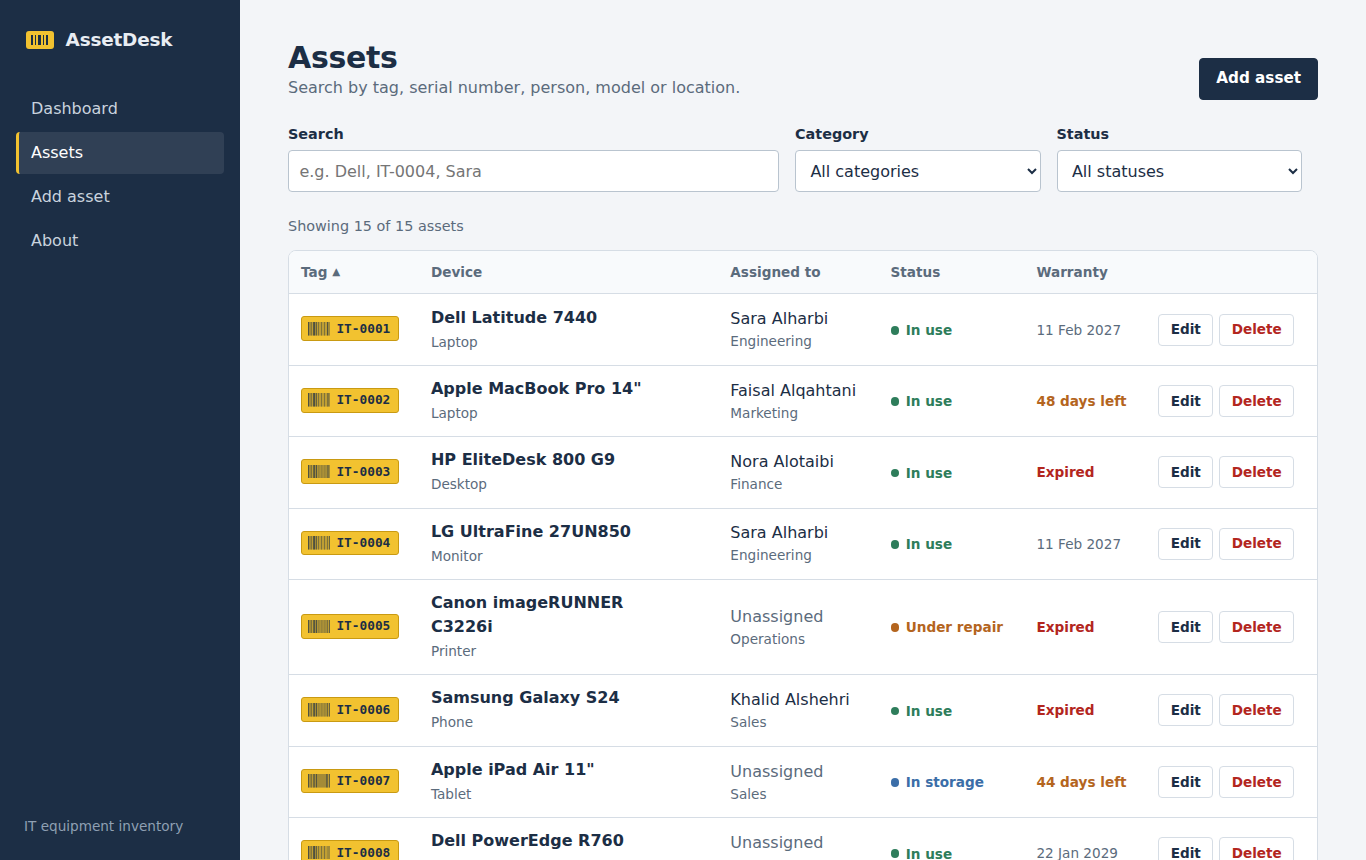 AssetDesk
Dashboard
Assets
Add asset
About
IT equipment inventory
Assets
Search by tag, serial number, person, model or location.
Add asset
Search Category Status
e.g. Dell, IT-0004, Sara All categories All statuses
Showing 15 of 15 assets
Tag ▲ Device Assigned to Status Warranty
IT-0001 Dell Latitude 7440 Sara Alharbi In use 11 Feb 2027 Edit Delete
Laptop Engineering
IT-0002 Apple MacBook Pro 14" Faisal Alqahtani In use 48 days left Edit Delete
Laptop Marketing
IT-0003 HP EliteDesk 800 G9 Nora Alotaibi In use Expired Edit Delete
Desktop Finance
IT-0004 LG UltraFine 27UN850 Sara Alharbi In use 11 Feb 2027 Edit Delete
Monitor Engineering
IT-0005 Canon imageRUNNER Unassigned Under repair Expired Edit Delete
C3226i Operations
Printer
IT-0006 Samsung Galaxy S24 Khalid Alshehri In use Expired Edit Delete
Phone Sales
IT-0007 Apple iPad Air 11" Unassigned In storage 44 days left Edit Delete
Tablet Sales
IT-0008 Dell PowerEdge R760 Unassigned In use 22 Jan 2029 Edit Delete